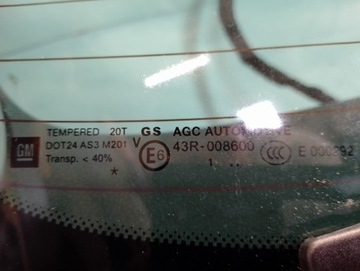 TEMPERED 20T GS AGC AUTOMOTIVE
GM DOT24 AS3 M201 V E6 43R-008600 CCC E 000292
Transp. < 40%
*